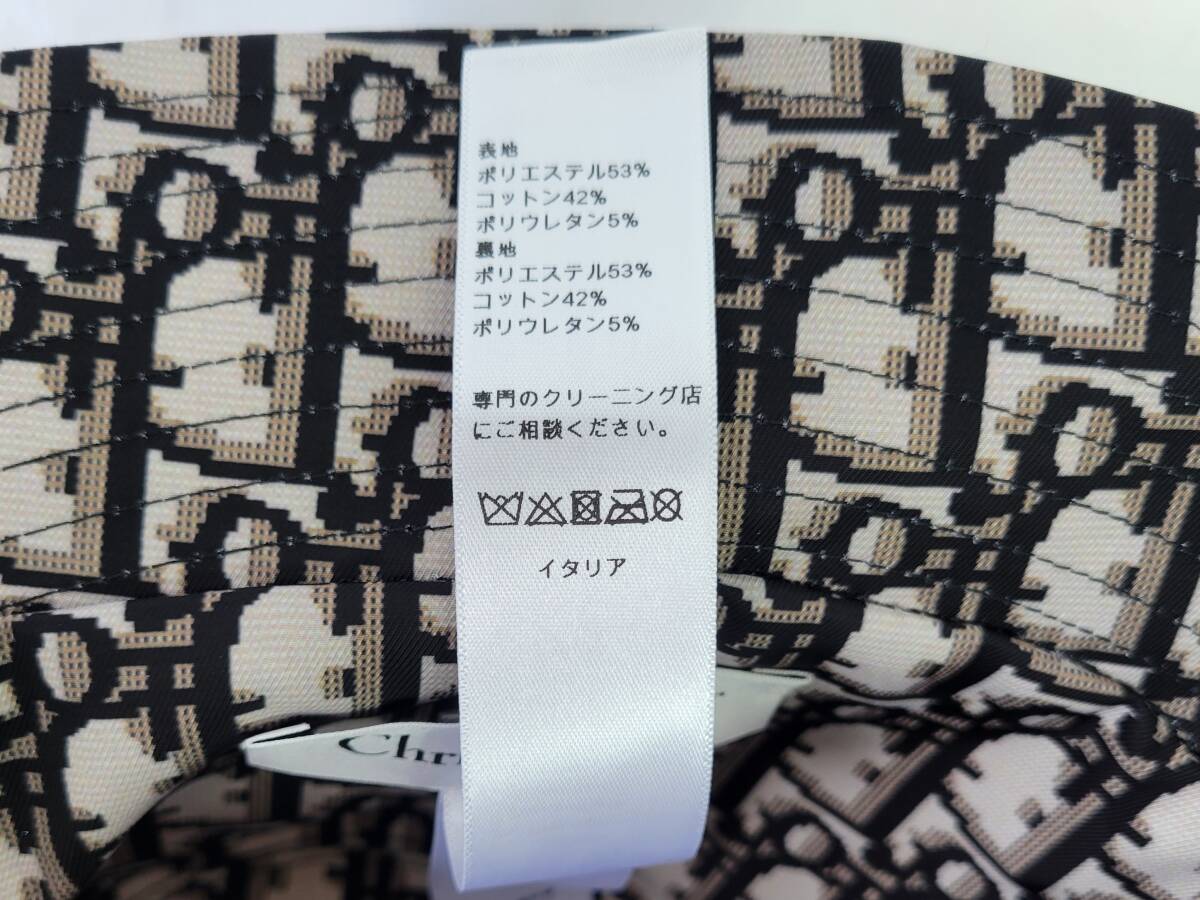 表地
ポリエステル53%
コットン42%
ポリウレタン5%
裏地
ポリエステル53%
コットン42%
ポリウレタン5%
専門のクリーニング店
にご相談ください。
イタリア